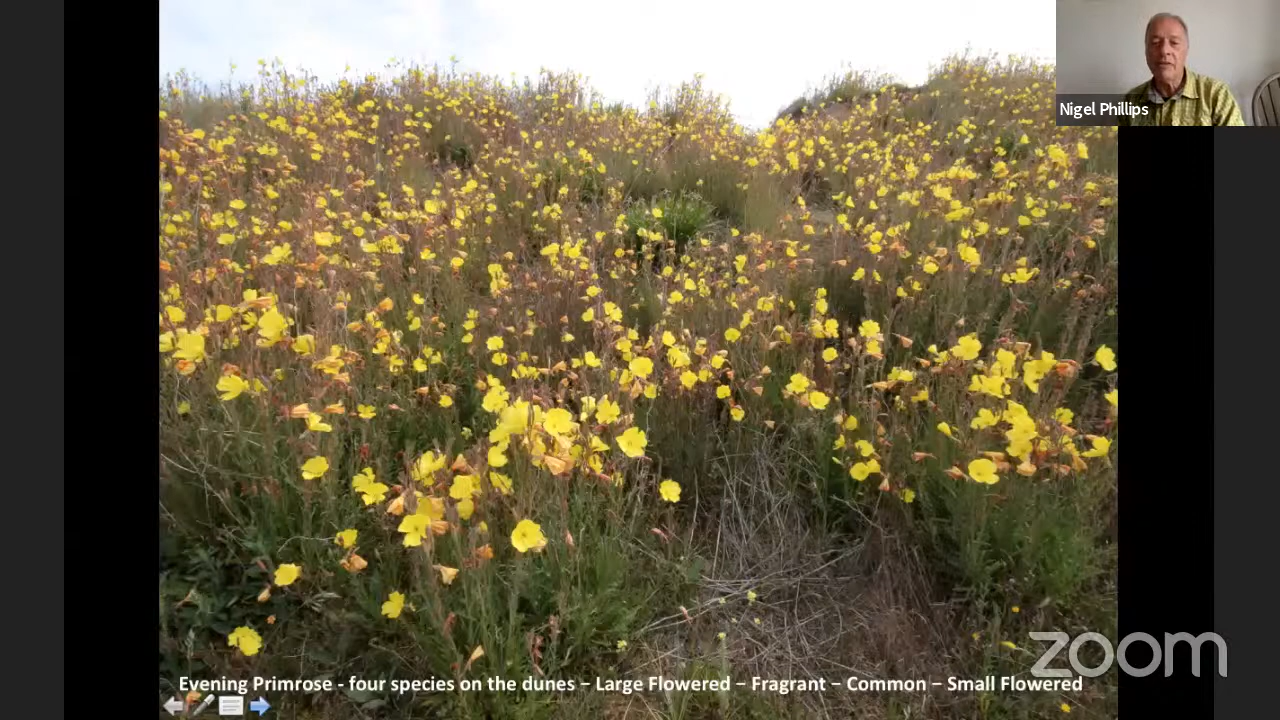 Nigel Phillips
zoom
Evening Primrose - four species on the dunes – Large Flowered – Fragrant – Common – Small Flowered